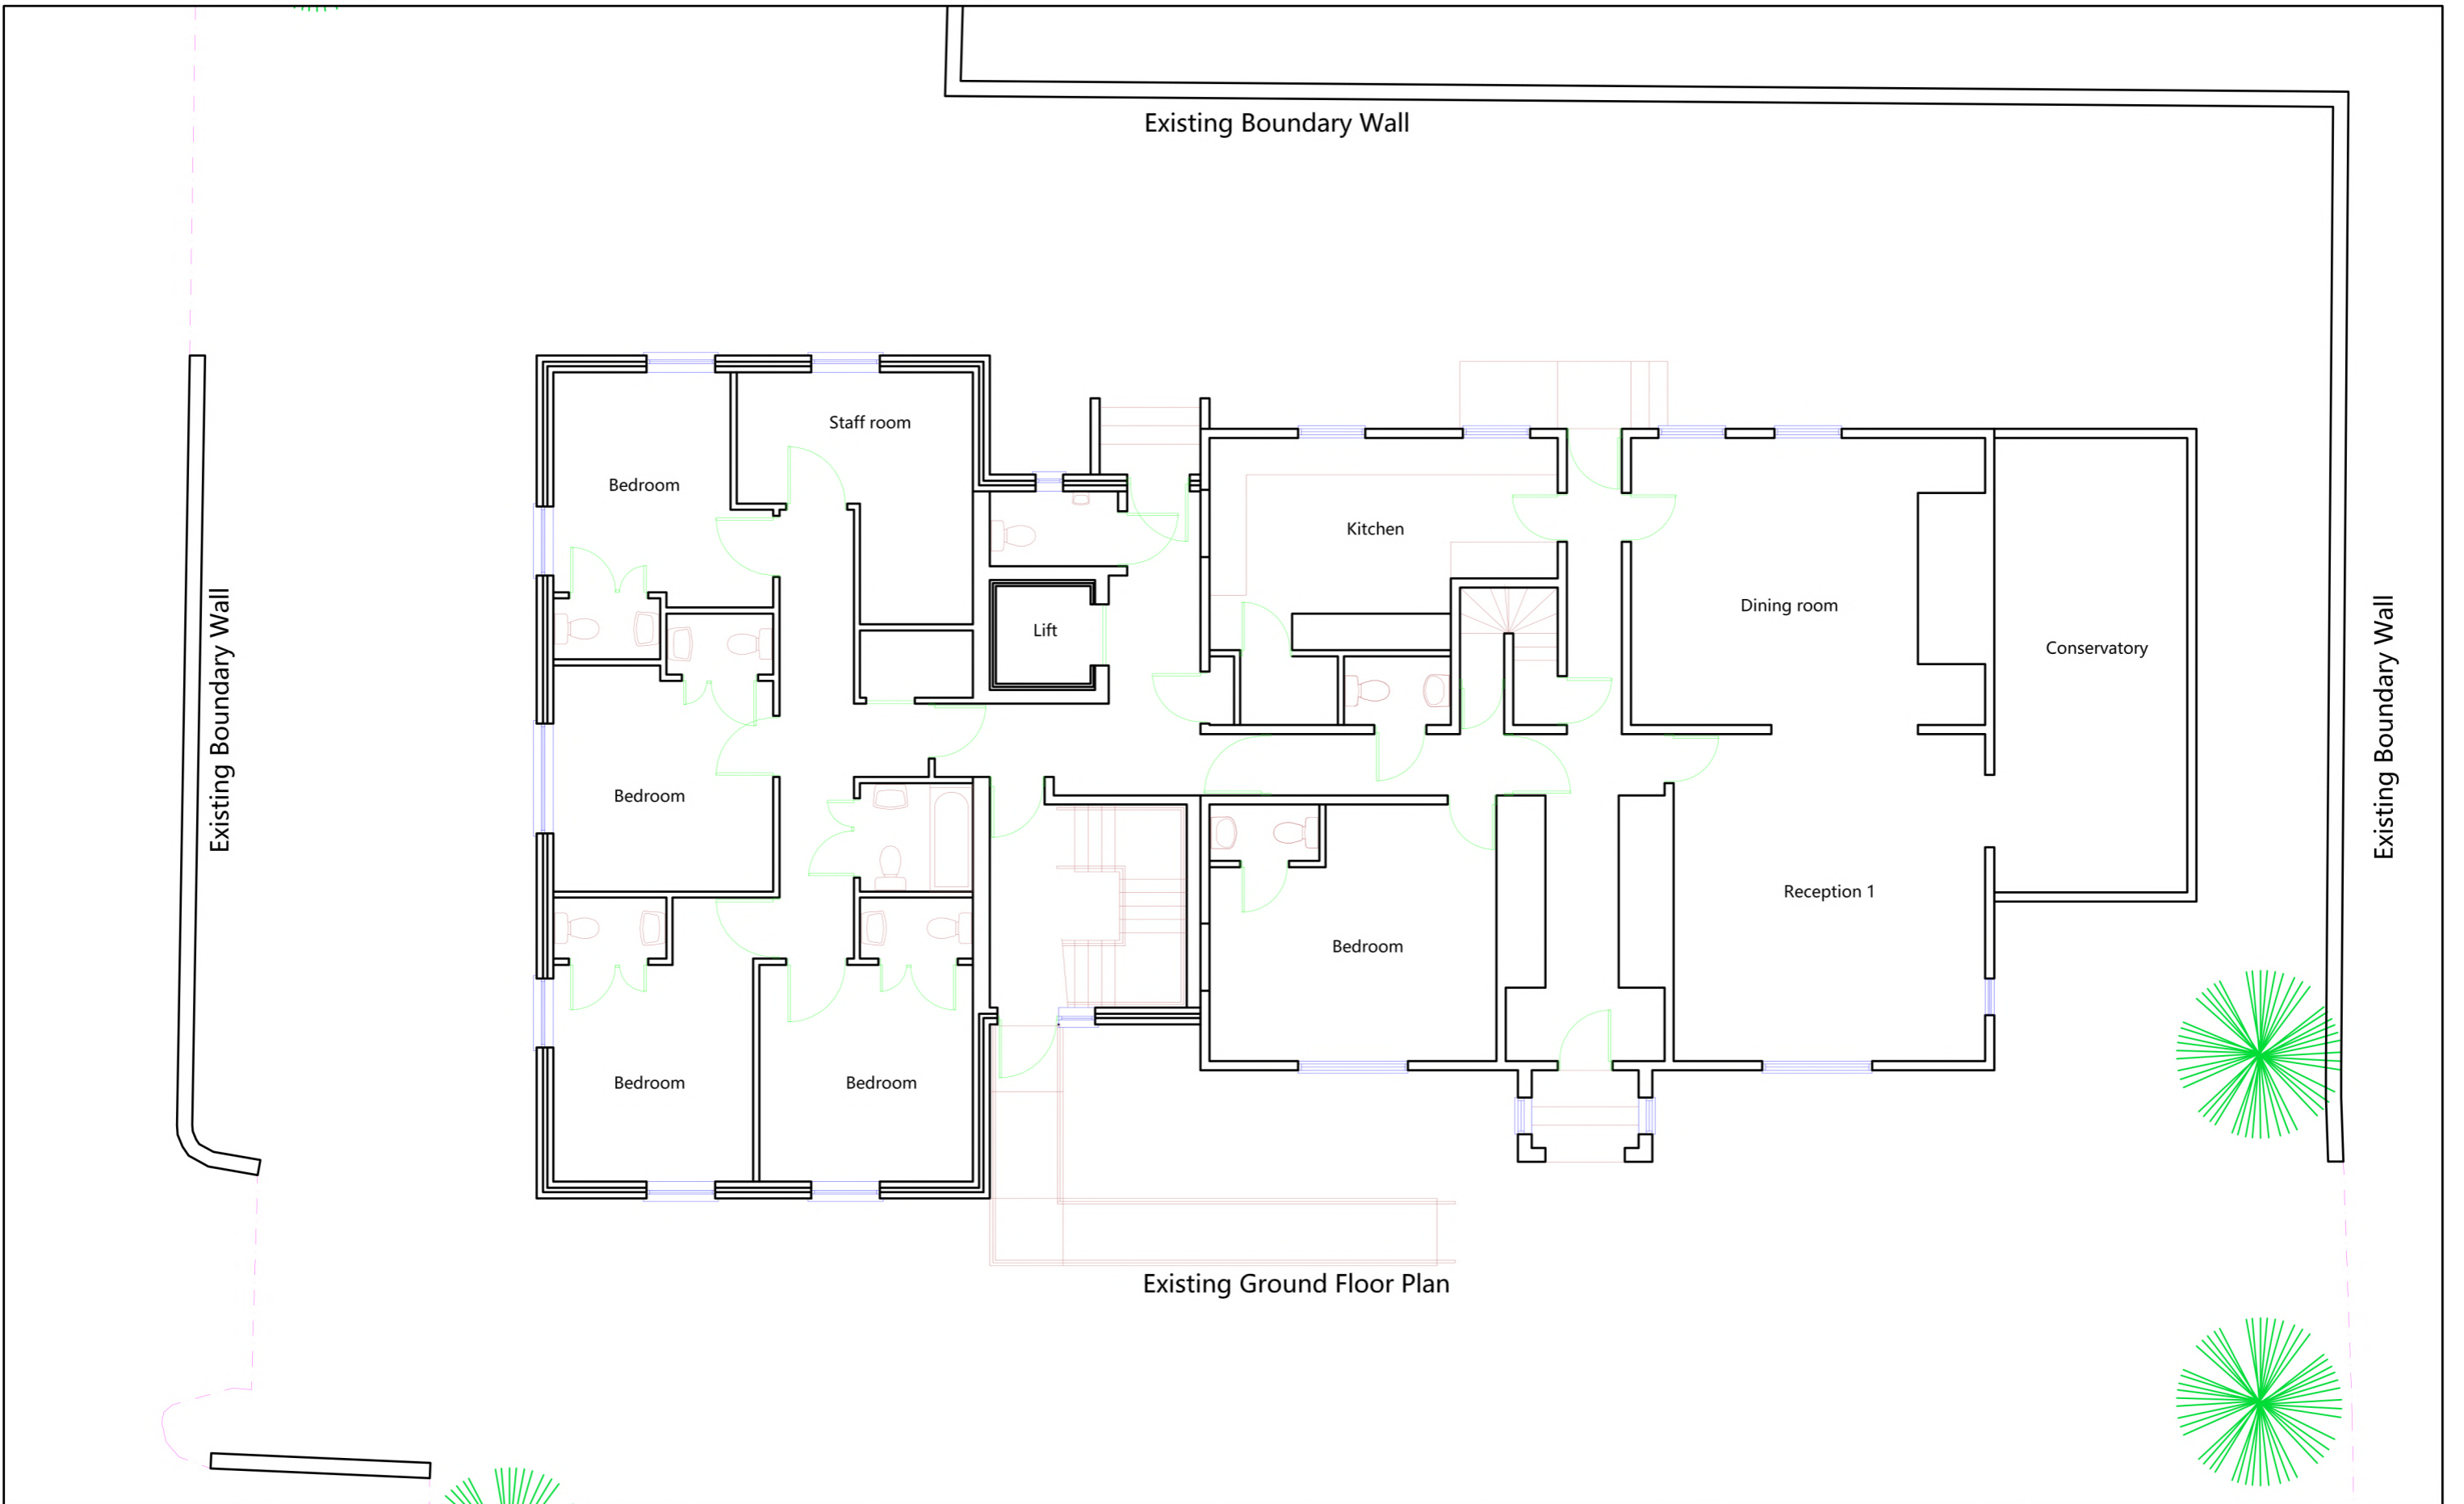 Existing Boundary Wall
Staff room
Bedroom
Kitchen
Dining room
Lift
Conservatory
Existing Boundary Wall
Existing Boundary Wall
Bedroom
Reception 1
Bedroom
Bedroom
Bedroom
Existing Ground Floor Plan